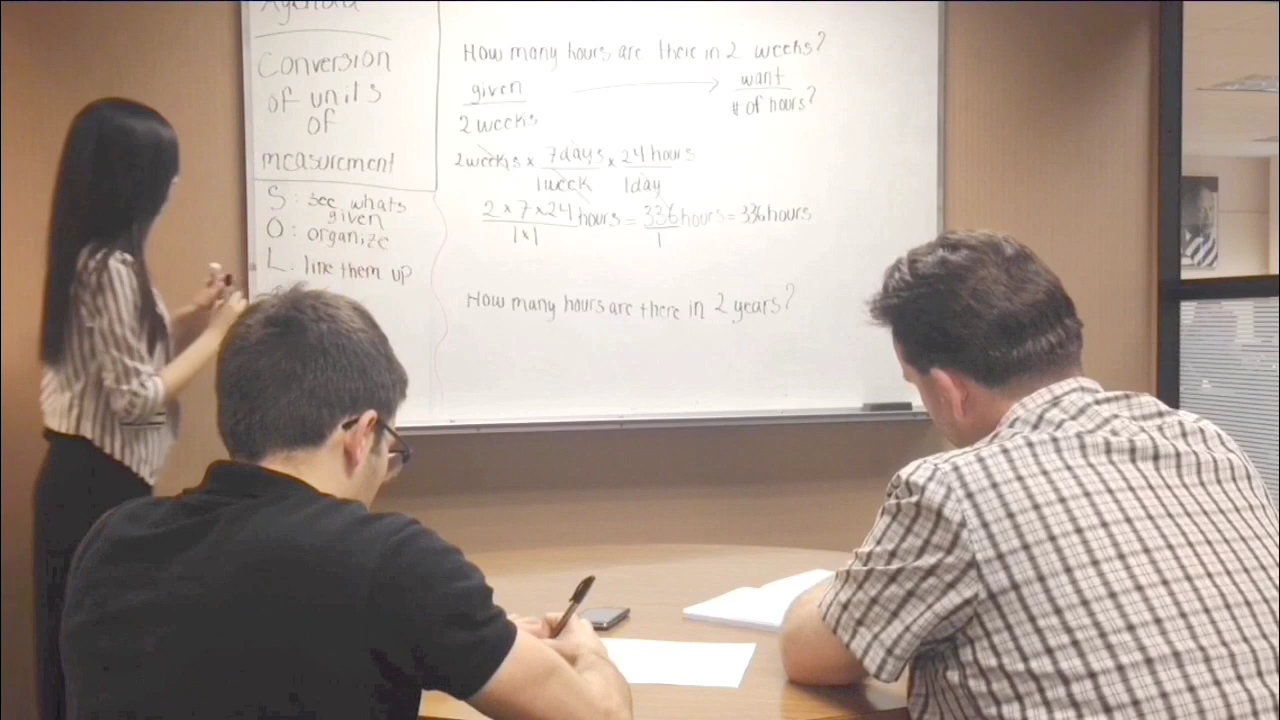 Agenda
Conversion
of units
of
measurement
S: see whats
given
O: organize
L: line them up
How many hours are there in 2 weeks?
given → want
2 weeks # of hours?
2 weeks x 7 days x 24 hours
1 week 1 day
2 x 7 x 24 hours = 336 hours = 336 hours
1 x 1 1
How many hours are there in 2 years?